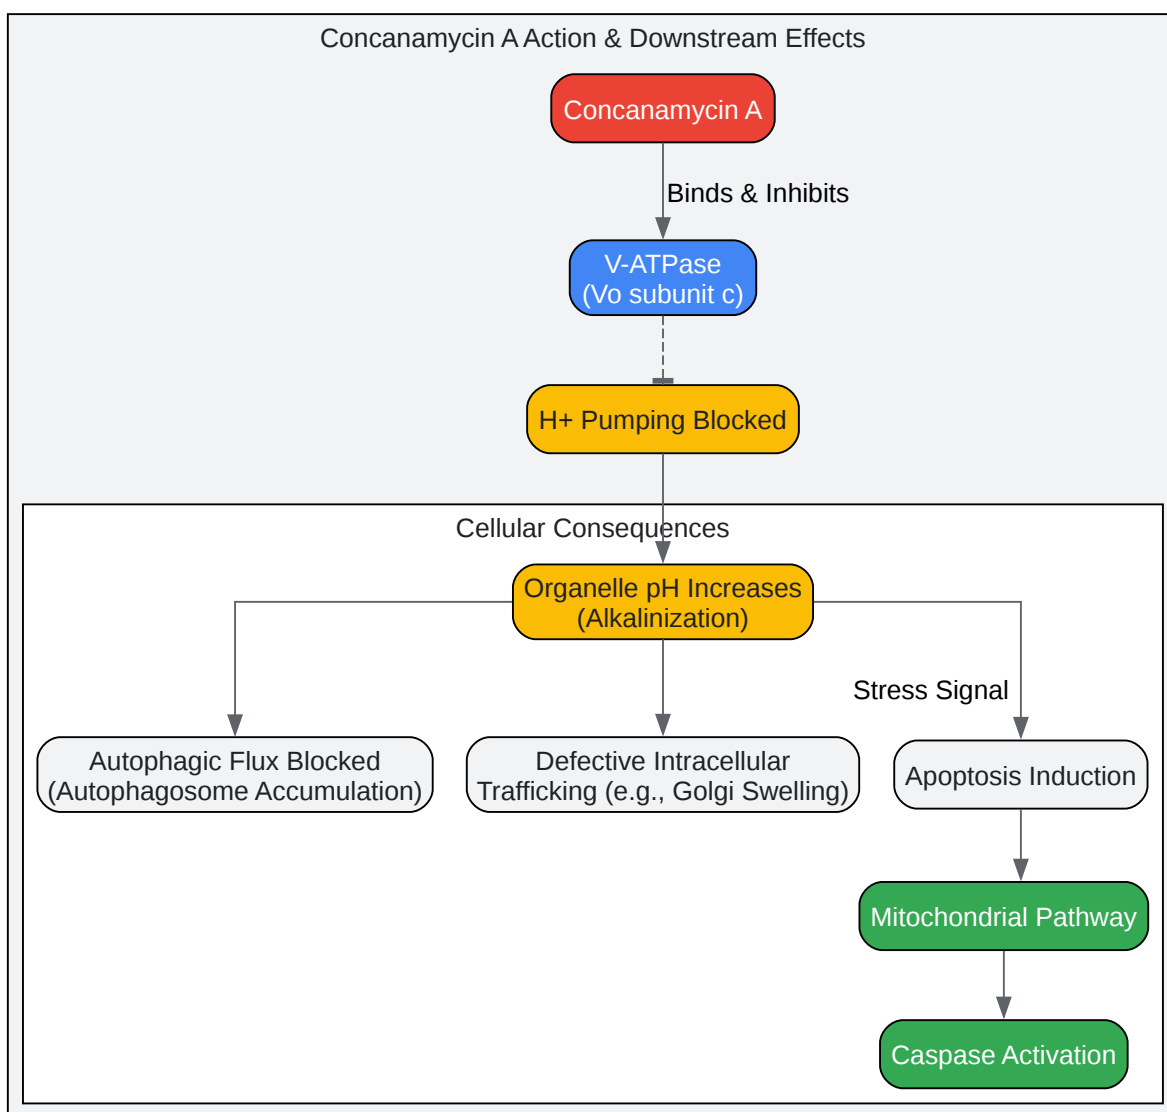 Concanamycin A Action & Downstream Effects
Concanamycin A
Binds & Inhibits
V-ATPase
(Vo subunit c)
H+ Pumping Blocked
Cellular Consequences
Organelle pH Increases
(Alkalinization)
Stress Signal
Autophagic Flux Blocked
(Autophagosome Accumulation)
Defective Intracellular
Trafficking (e.g., Golgi Swelling)
Apoptosis Induction
Mitochondrial Pathway
Caspase Activation